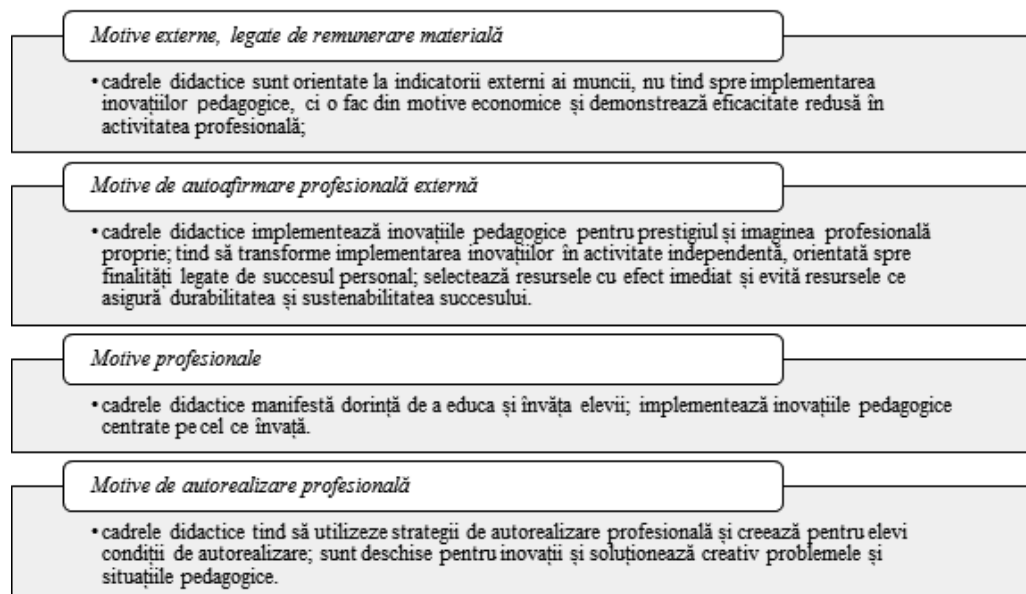 Motive externe, legate de remunerare materială
• cadrele didactice sunt orientate la indicatorii externi ai muncii, nu tind spre implementarea
inovațiilor pedagogice, ci o fac din motive economice și demonstrează eficacitate redusă în
activitatea profesională;
Motive de autoafirmare profesională externă
• cadrele didactice implementează inovațiile pedagogice pentru prestigiul și imaginea profesională
proprie; tind să transforme implementarea inovațiilor în activitate independentă, orientată spre
finalități legate de succesul personal; selectează resursele cu efect imediat și evită resursele ce
asigură durabilitatea și sustenabilitatea succesului.
Motive profesionale
• cadrele didactice manifestă dorință de a educa și învăța elevii; implementează inovațiile pedagogice
centrate pe cel ce învață.
Motive de autorealizare profesională
• cadrele didactice tind să utilizeze strategii de autorealizare profesională și creează pentru elevi
condiții de autorealizare; sunt deschise pentru inovații și soluționează creativ problemele și
situațiile pedagogice.